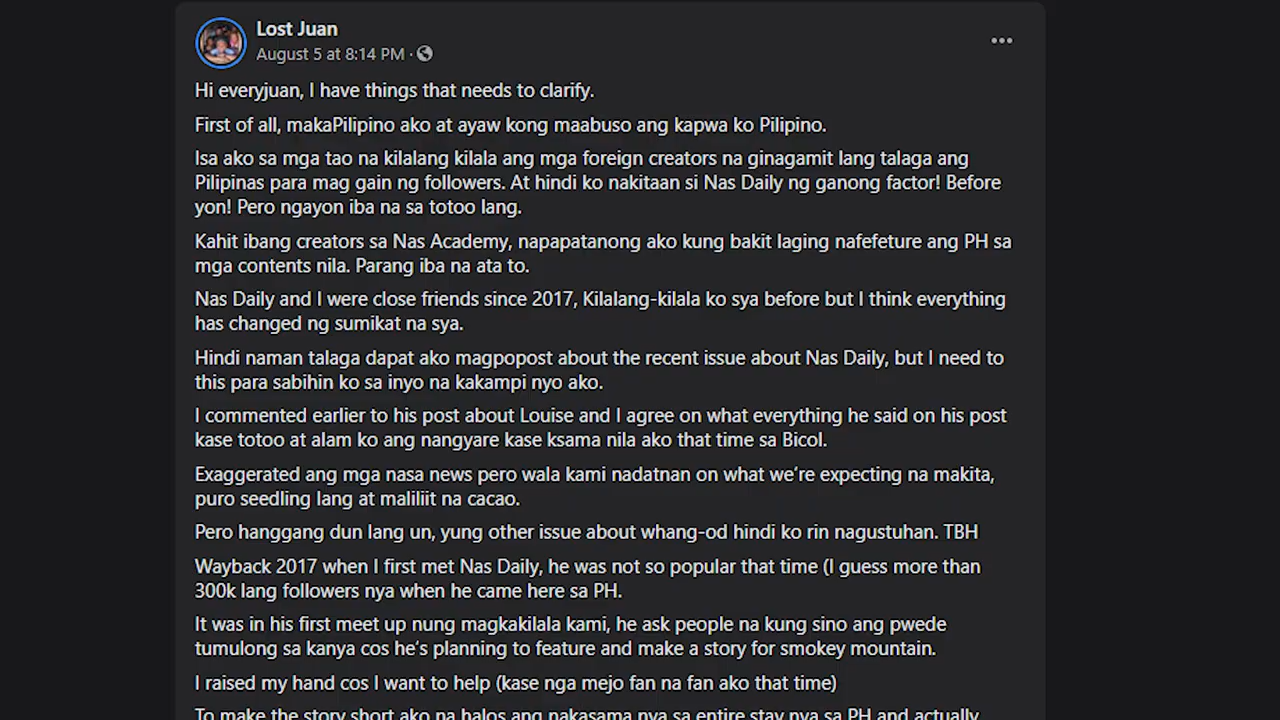 Lost Juan
August 5 at 8:14 PM ·
Hi everyjuan, I have things that needs to clarify.
First of all, makaPilipino ako at ayaw kong maabuso ang kapwa ko Pilipino.
Isa ako sa mga tao na kilalang kilala ang mga foreign creators na ginagamit lang talaga ang
Pilipinas para mag gain ng followers. At hindi ko nakitaan si Nas Daily ng ganong factor! Before
yon! Pero ngayon iba na sa totoo lang.
Kahit ibang creators sa Nas Academy, napapatanong ako kung bakit laging nafefeture ang PH sa
mga contents nila. Parang iba na ata to.
Nas Daily and I were close friends since 2017, Kilalang-kilala ko sya before but I think everything
has changed ng sumikat na sya.
Hindi naman talaga dapat ako magpopost about the recent issue about Nas Daily, but I need to
this para sabihin ko sa inyo na kakampi nyo ako.
I commented earlier to his post about Louise and I agree on what everything he said on his post
kase totoo at alam ko ang nangyare kase ksama nila ako that time sa Bicol.
Exaggerated ang mga nasa news pero wala kami nadatnan on what we’re expecting na makita,
puro seedling lang at maliliit na cacao.
Pero hanggang dun lang un, yung other issue about whang-od hindi ko rin nagustuhan. TBH
Wayback 2017 when I first met Nas Daily, he was not so popular that time (I guess more than
300k lang followers nya when he came here sa PH.
It was in his first meet up nung magkakilala kami, he ask people na kung sino ang pwede
tumulong sa kanya cos he’s planning to feature and make a story for smokey mountain.
I raised my hand cos I want to help (kase nga mejo fan na fan ako that time)
To make the story short ako na halos ang nakasama nya sa entire stay nya sa PH and actually